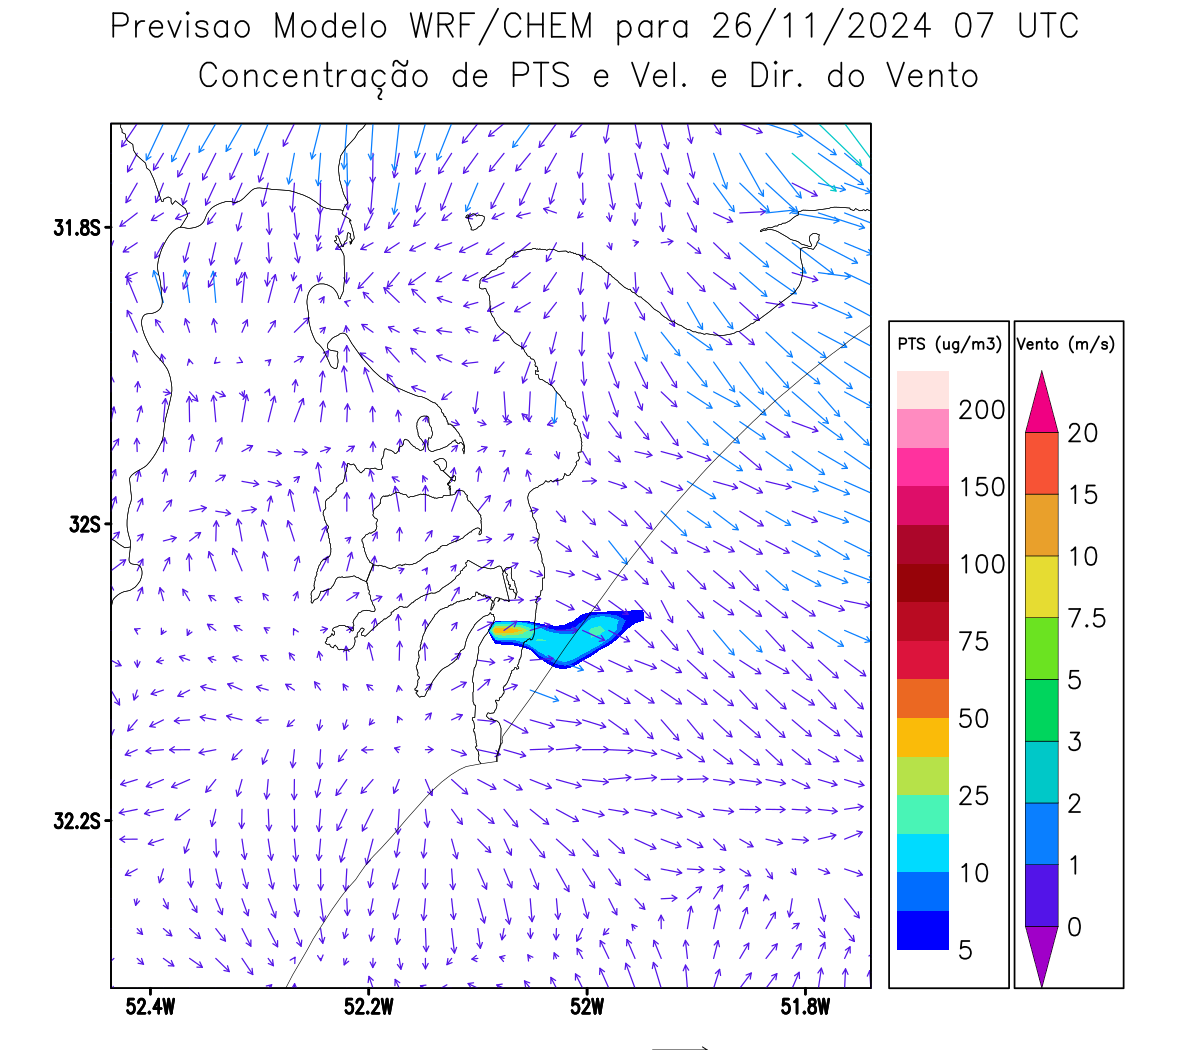 Previsao Modelo WRF/CHEM para 26/11/2024 07 UTC
Concentração de PTS e Vel. e Dir. do Vento
31.8S
32S
32.2S
52.4W
52.2W
52W
51.8W
PTS (ug/m3)
200
150
100
75
50
25
10
5
Vento (m/s)
20
15
10
7.5
5
3
2
1
0